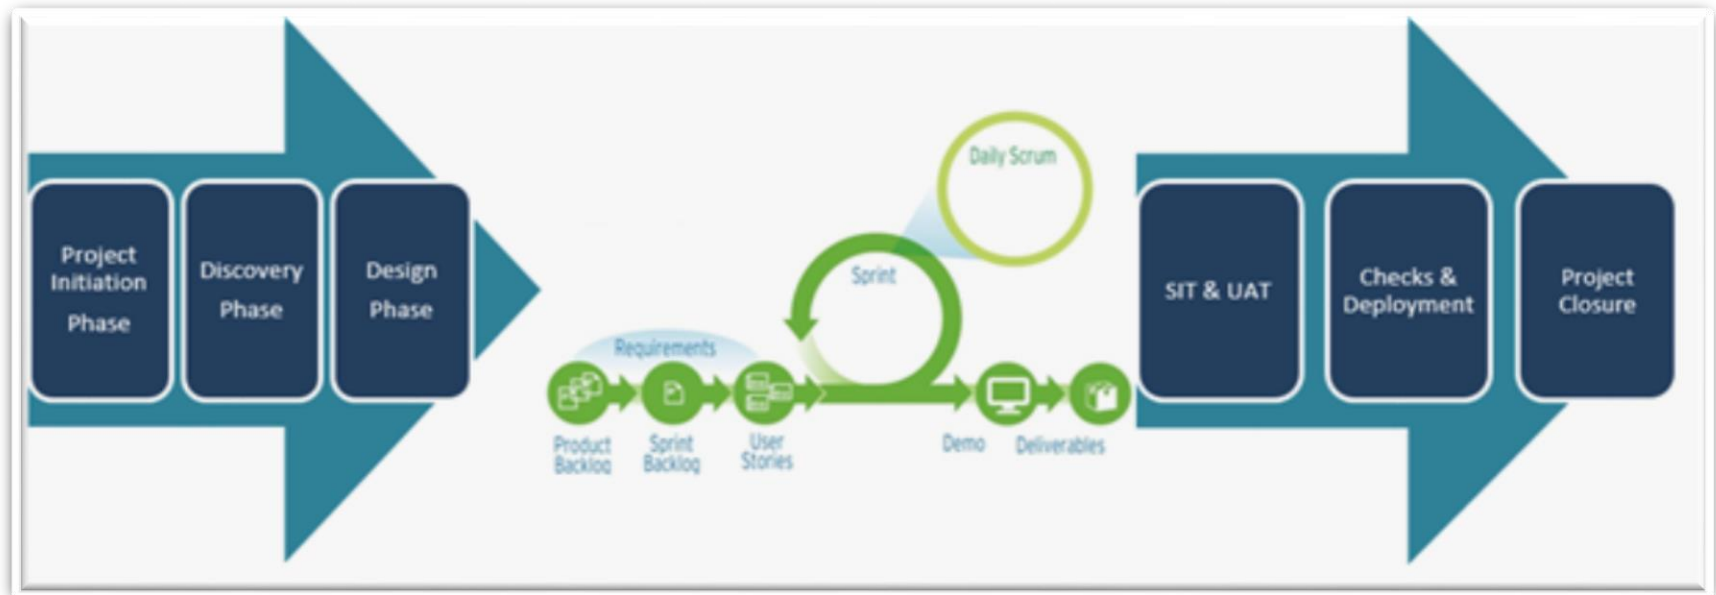 Project
Initiation
Phase
Discovery
Phase
Design
Phase
Requirements
Product
Backlog
Sprint
Backlog
User
Stories
Sprint
Daily Scrum
Demo
Deliverables
SIT & UAT
Checks &
Deployment
Project
Closure